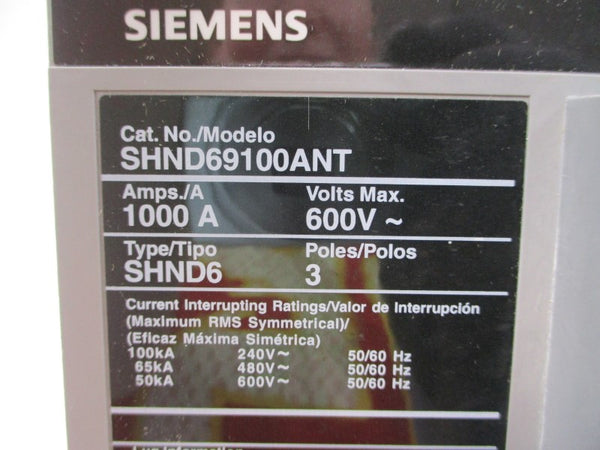 SIEMENS
Cat. No./Modelo
SHND69100ANT
Amps./A Volts Max.
1000 A 600V ~
Type/Tipo Poles/Polos
SHND6 3
Current Interrupting Ratings/Valor de Interrupción
(Maximum RMS Symmetrical)/
(Eficaz Máxima Simétrica)
100kA 240V~ 50/60 Hz
65kA 480V~ 50/60 Hz
50kA 600V~ 50/60 Hz
Lug information